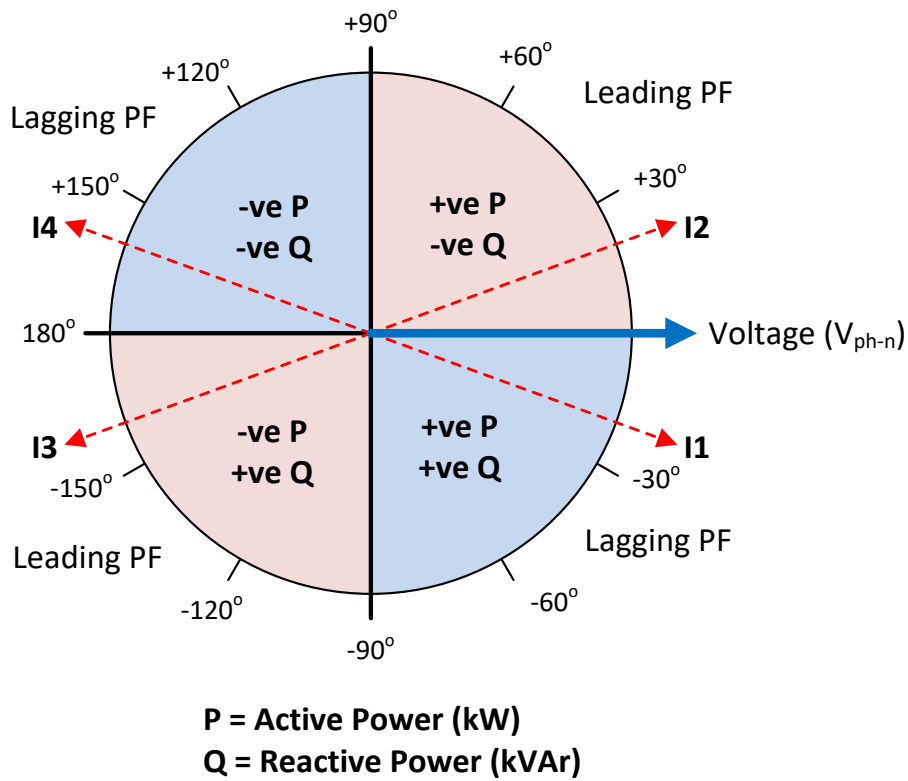 +90°
+120°
+60°
Lagging PF
Leading PF
+150°
+30°
I4
-ve P
-ve Q
+ve P
-ve Q
I2
180°
Voltage (Vph-n)
I3
-ve P
+ve Q
+ve P
+ve Q
I1
-150°
-30°
Leading PF
Lagging PF
-120°
-60°
-90°
P = Active Power (kW)
Q = Reactive Power (kVAr)